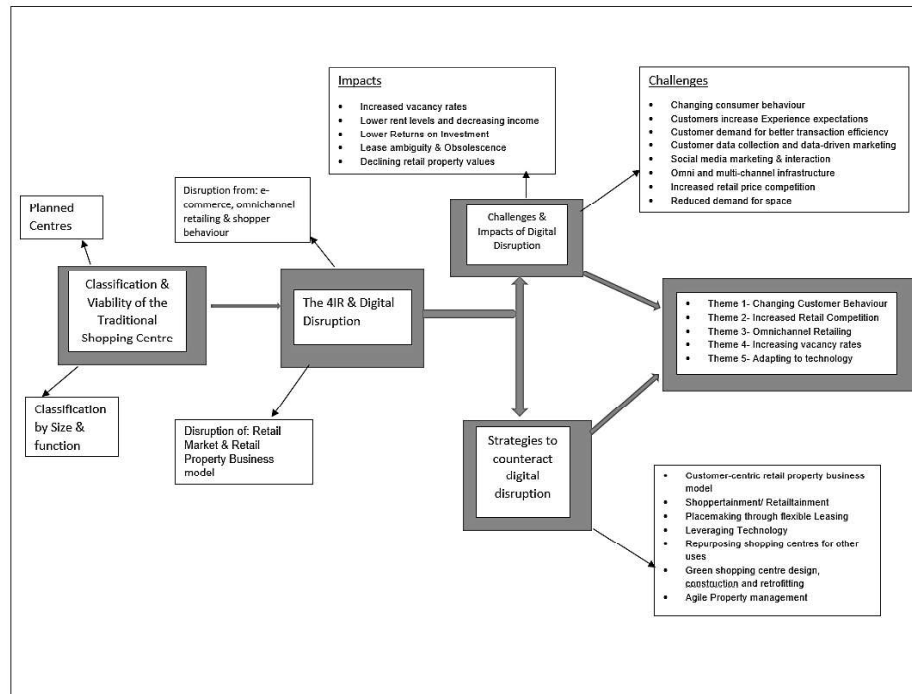 Impacts
• Increased vacancy rates
• Lower rent levels and decreasing income
• Lower Returns on Investment
• Lease ambiguity & Obsolescence
• Declining retail property values
Challenges
• Changing consumer behaviour
• Customers increase Experience expectations
• Customer demand for better transaction efficiency
• Customer data collection and data-driven marketing
• Social media marketing & interaction
• Omni and multi-channel infrastructure
• Increased retail price competition
• Reduced demand for space
Planned
Centres
Disruption from: e-
commerce, omnichannel
retailing & shopper
behaviour
Challenges &
Impacts of Digital
Disruption
Classification &
Viability of the
Traditional
Shopping Centre
The 4IR & Digital
Disruption
• Theme 1- Changing Customer Behaviour
• Theme 2- Increased Retail Competition
• Theme 3- Omnichannel Retailing
• Theme 4- Increasing vacancy rates
• Theme 5- Adapting to technology
Classification
by Size &
function
Disruption of: Retail
Market & Retail
Property Business
model
Strategies to
counteract
digital
disruption
• Customer-centric retail property business
model
• Shoppertainment/ Retailtainment
• Placemaking through flexible Leasing
• Leveraging Technology
• Repurposing shopping centres for other
uses
• Green shopping centre design,
construction and retrofitting
• Agile Property management